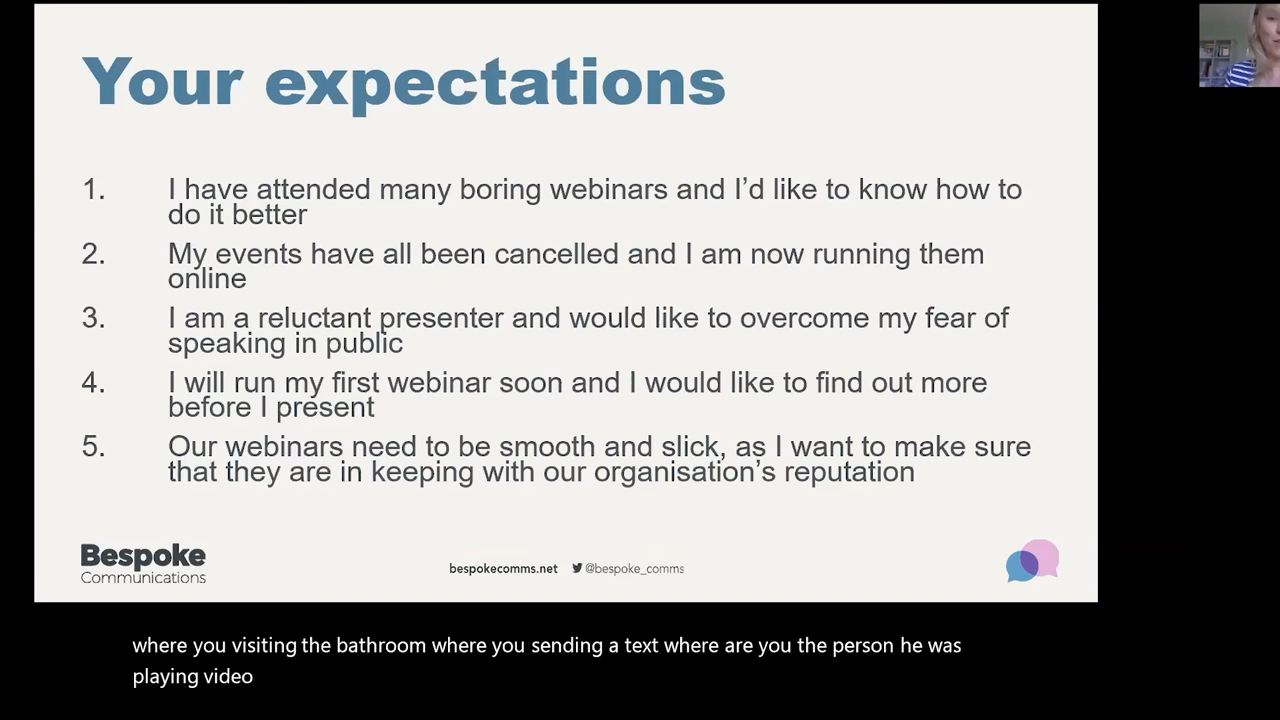 Your expectations
1. I have attended many boring webinars and I’d like to know how to
do it better
2. My events have all been cancelled and I am now running them
online
3. I am a reluctant presenter and would like to overcome my fear of
speaking in public
4. I will run my first webinar soon and I would like to find out more
before I present
5. Our webinars need to be smooth and slick, as I want to make sure
that they are in keeping with our organisation’s reputation
Bespoke
Communications
bespokecomms.net @bespoke_comms
where you visiting the bathroom where you sending a text where are you the person he was
playing video